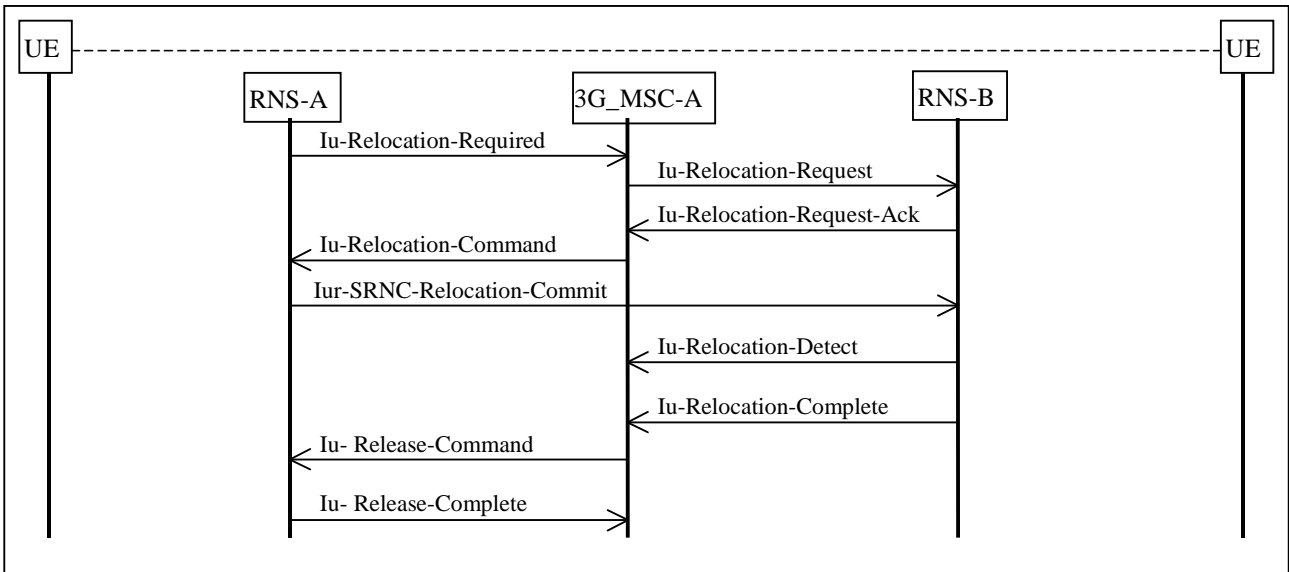 UE
UE
RNS-A
3G_MSC-A
RNS-B
Iu-Relocation-Required
Iu-Relocation-Request
Iu-Relocation-Request-Ack
Iu-Relocation-Command
Iur-SRNC-Relocation-Commit
Iu-Relocation-Detect
Iu-Relocation-Complete
Iu- Release-Command
Iu- Release-Complete